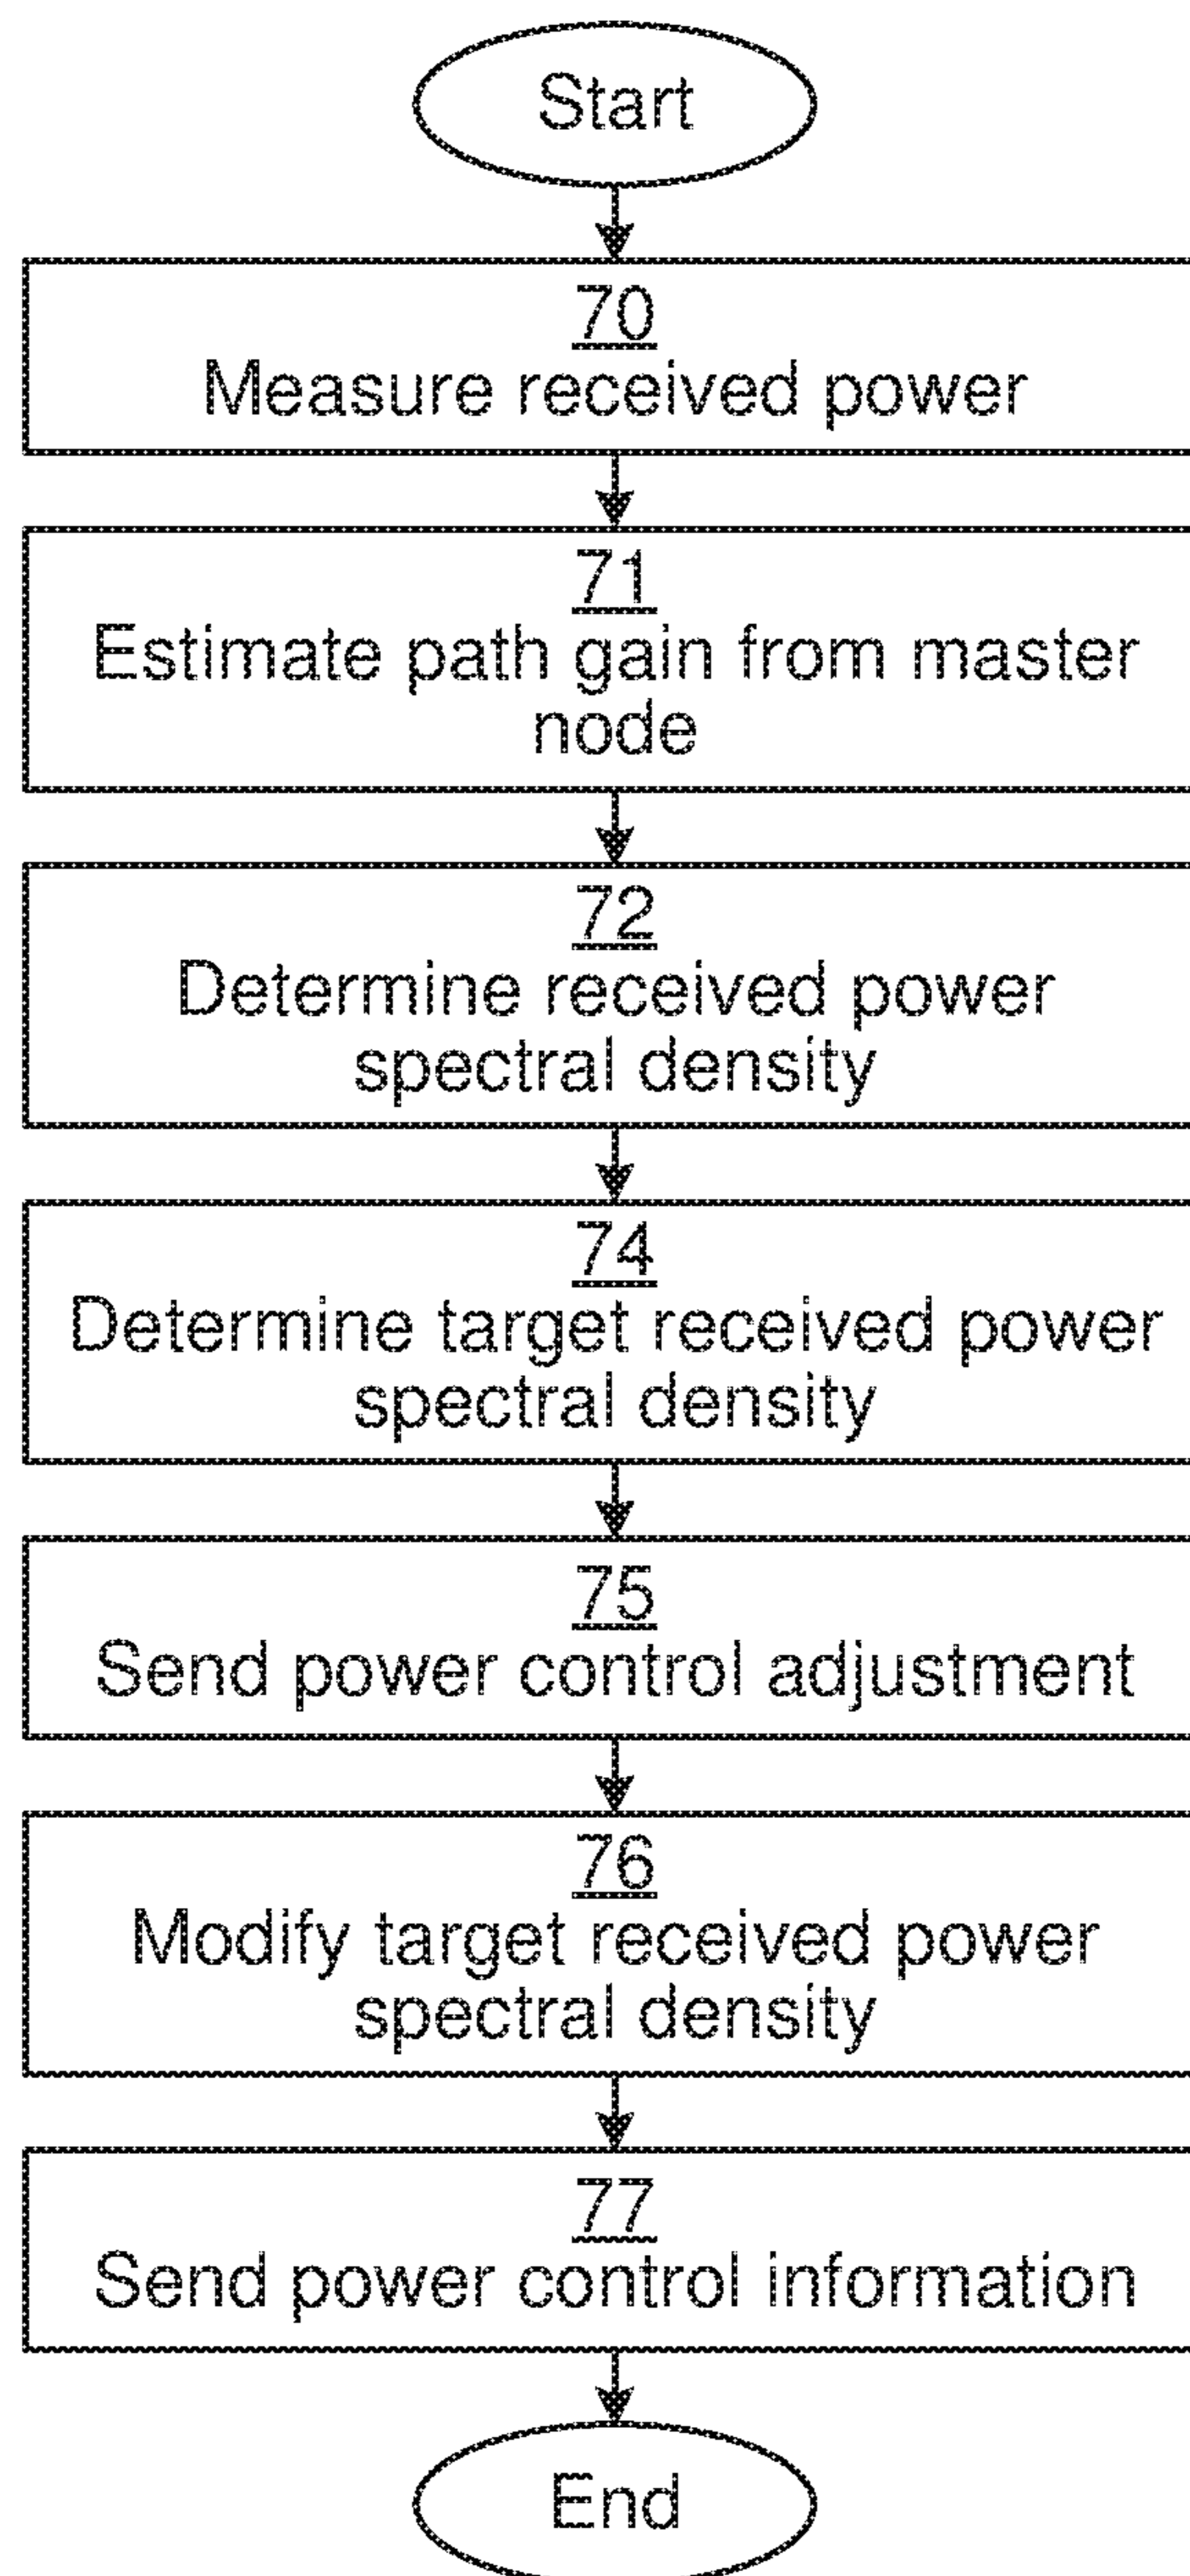 Start
70
Measure received power
71
Estimate path gain from master
node
72
Determine received power
spectral density
74
Determine target received power
spectral density
75
Send power control adjustment
76
Modify target received power
spectral density
77
Send power control information
End